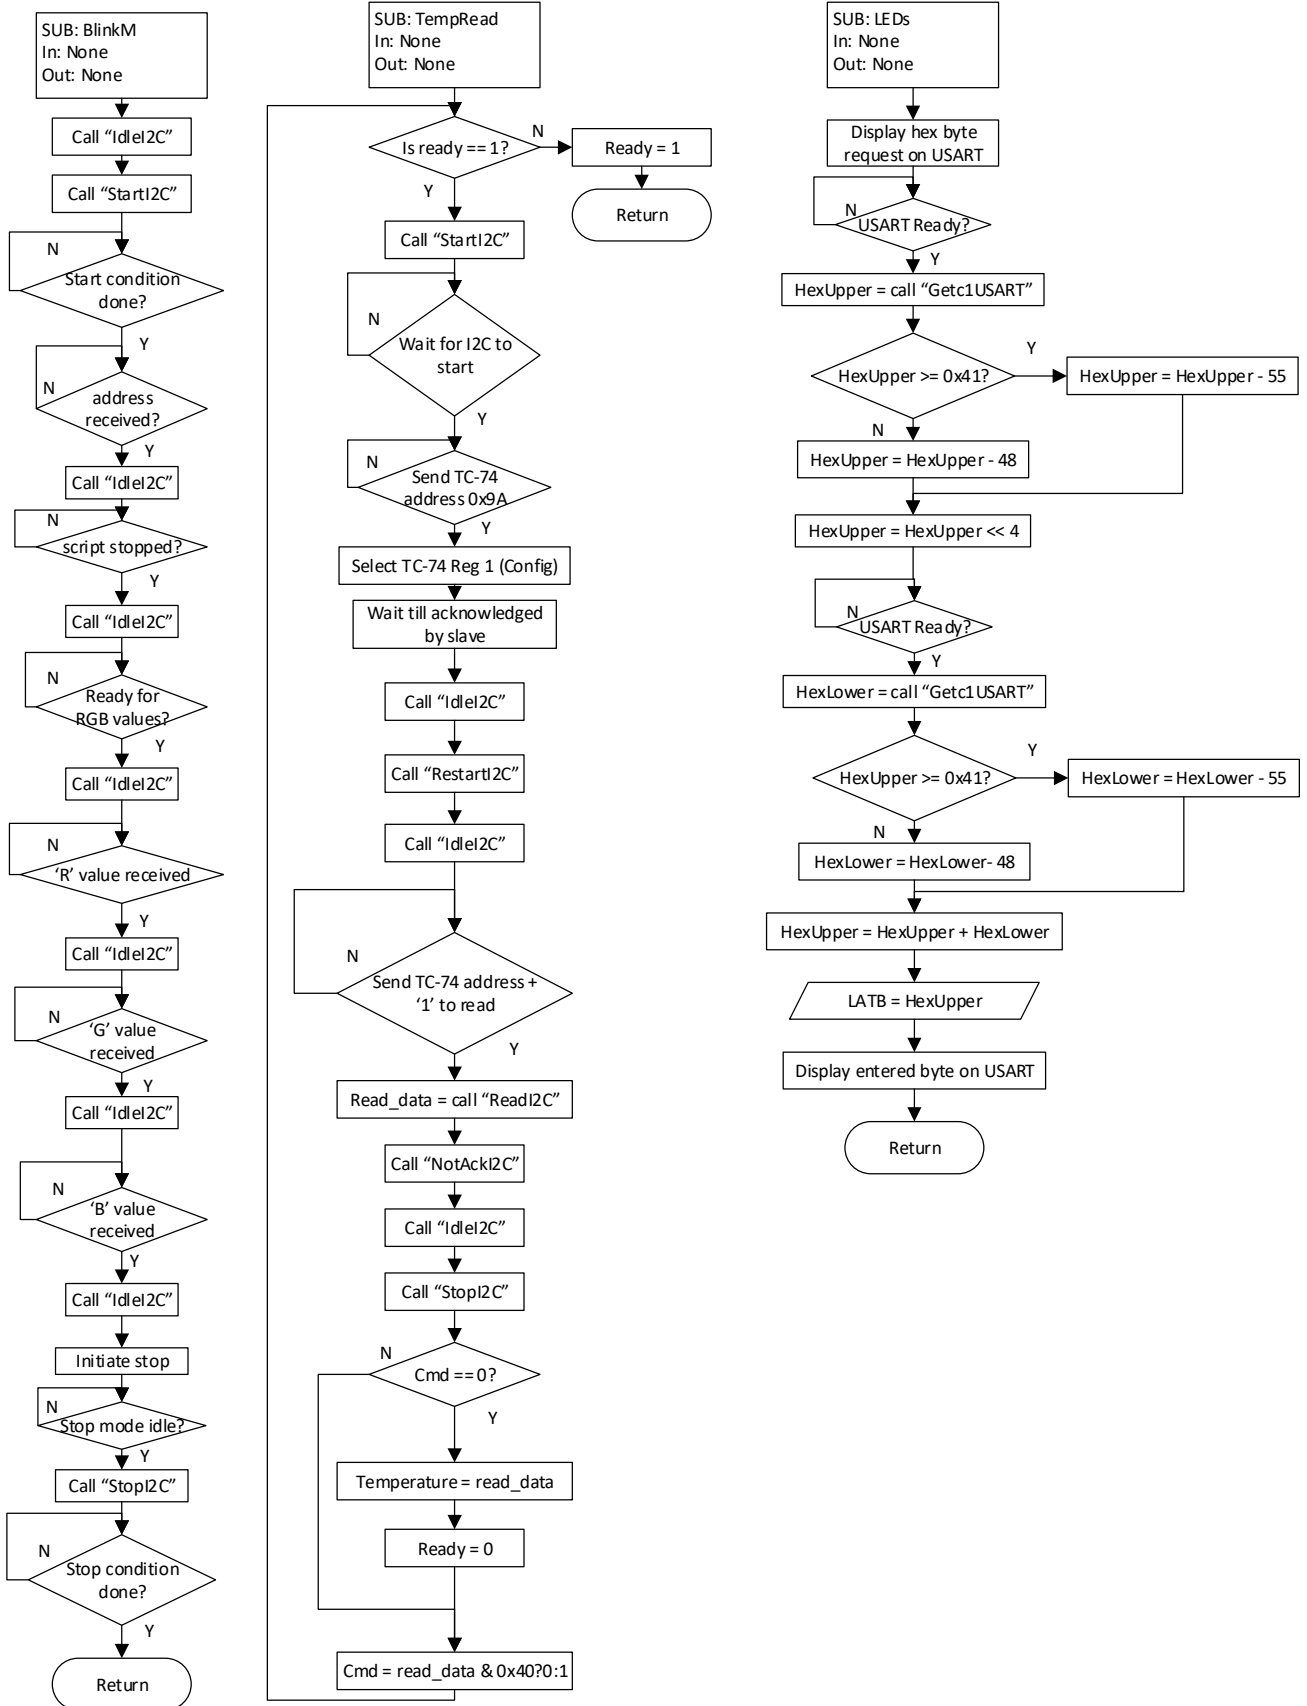 SUB: BlinkM
In: None
Out: None
Call “IdleI2C”
Call “StartI2C”
N
Start condition
done?
Y
N
address
received?
Y
Call “IdleI2C”
N
script stopped?
Y
Call “IdleI2C”
N
Ready for
RGB values?
Y
Call “IdleI2C”
N
‘R’ value received
Y
Call “IdleI2C”
N
‘G’ value
received
Y
Call “IdleI2C”
N
‘B’ value
received
Y
Call “IdleI2C”
Initiate stop
N
Stop mode idle?
Y
Call “StopI2C”
N
Stop condition
done?
Y
Return
SUB: TempRead
In: None
Out: None
Is ready == 1?
N
Ready = 1
Return
Y
Call “StartI2C”
N
Wait for I2C to
start
Y
N
Send TC-74
address 0x9A
Y
Select TC-74 Reg 1 (Config)
Wait till acknowledged
by slave
Call “IdleI2C”
Call “RestartI2C”
Call “IdleI2C”
N
Send TC-74 address +
‘1’ to read
Y
Read_data = call “ReadI2C”
Call “NotAckI2C”
Call “IdleI2C”
Call “StopI2C”
N
Cmd == 0?
Y
Temperature = read_data
Ready = 0
Cmd = read_data & 0x40?0:1
SUB: LEDs
In: None
Out: None
Display hex byte
request on USART
N
USART Ready?
Y
HexUpper = call “Getc1USART”
HexUpper >= 0x41?
Y
HexUpper = HexUpper - 55
N
HexUpper = HexUpper - 48
HexUpper = HexUpper << 4
N
USART Ready?
Y
HexLower = call “Getc1USART”
HexUpper >= 0x41?
Y
HexLower = HexLower - 55
N
HexLower = HexLower- 48
HexUpper = HexUpper + HexLower
LATB = HexUpper
Display entered byte on USART
Return